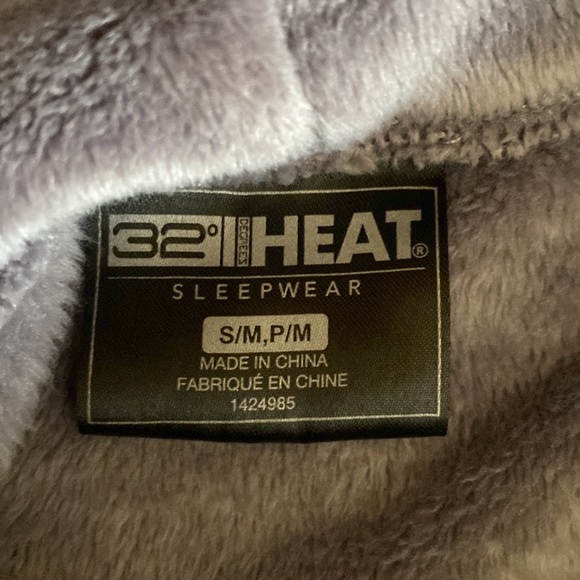 32° DEGREES HEAT®
SLEEPWEAR
S/M,P/M
MADE IN CHINA
FABRIQUÉ EN CHINE
1424985